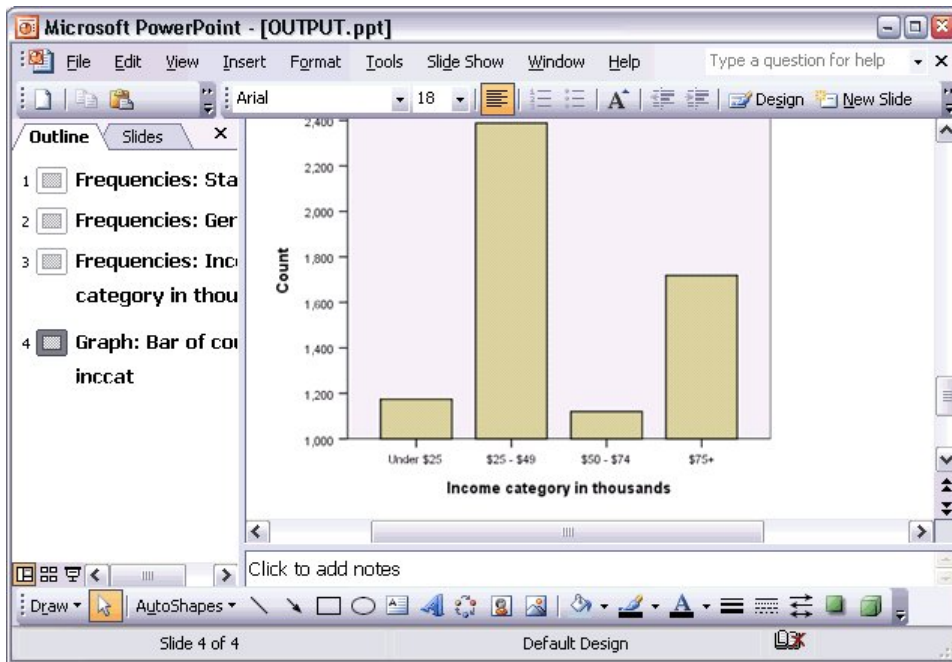 Microsoft PowerPoint - [OUTPUT.ppt]
File Edit View Insert Format Tools Slide Show Window Help Type a question for help
Arial 18 A Design New Slide
Outline Slides
1 Frequencies: Sta
2 Frequencies: Ger
3 Frequencies: Inc
category in thou
4 Graph: Bar of cou
inccat
2,400
2,200
2,000
1,800
1,600
1,400
1,200
1,000
Count
Under $25 $25 - $49 $50 - $74 $75+
Income category in thousands
Click to add notes
Draw AutoShapes A A
Slide 4 of 4 Default Design